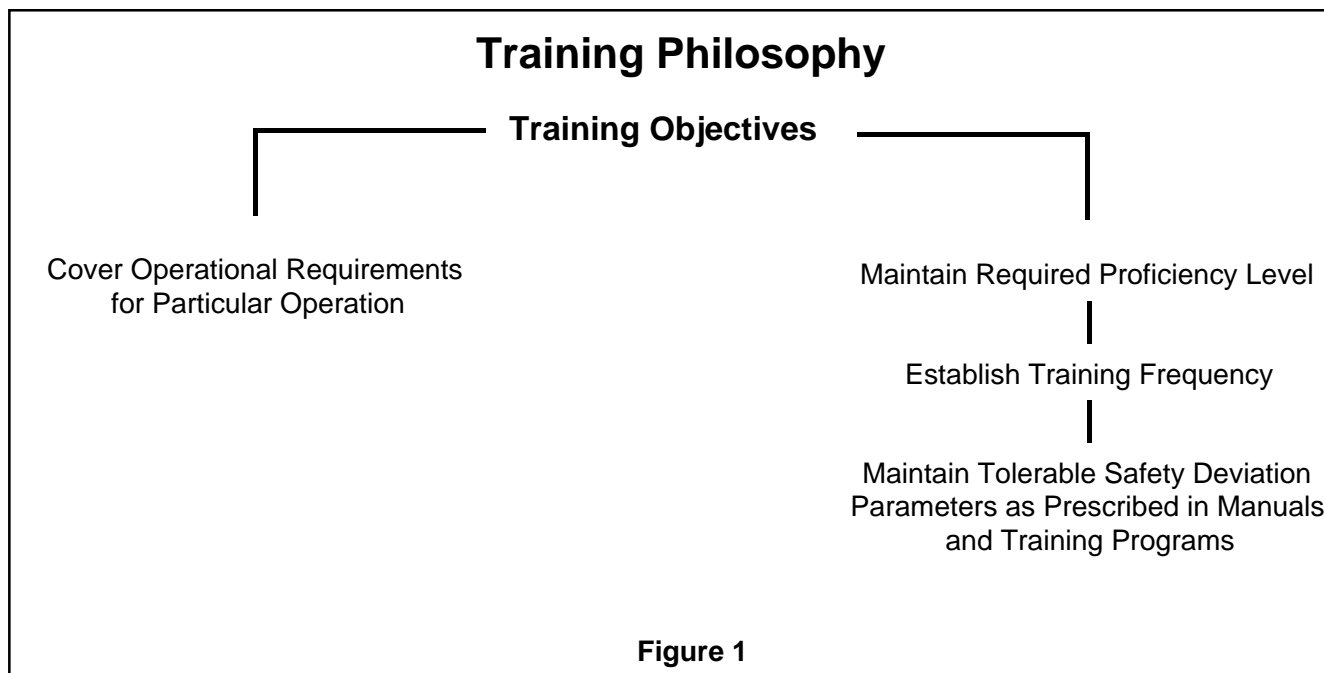 Training Philosophy
Training Objectives
Cover Operational Requirements
for Particular Operation
Maintain Required Proficiency Level
Establish Training Frequency
Maintain Tolerable Safety Deviation
Parameters as Prescribed in Manuals
and Training Programs
Figure 1